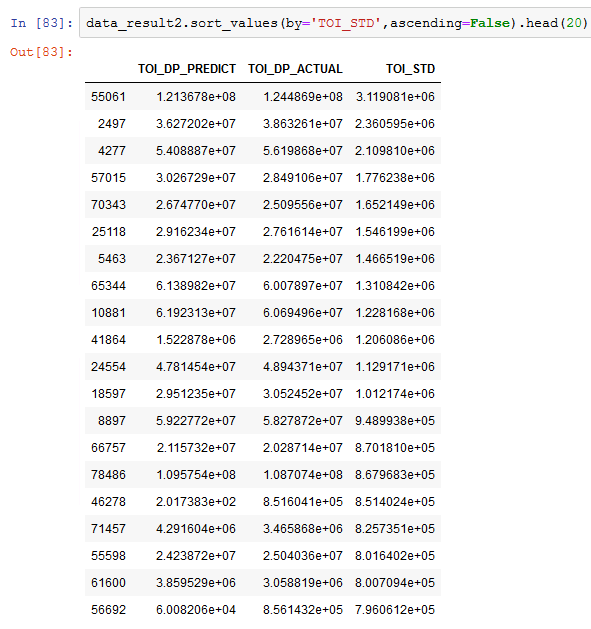 In [83]: data_result2.sort_values(by='TOI_STD',ascending=False).head(20)
Out[83]:
TOI_DP_PREDICT TOI_DP_ACTUAL TOI_STD
55061 1.213678e+08 1.244869e+08 3.119081e+06
2497 3.627202e+07 3.863261e+07 2.360595e+06
4277 5.408887e+07 5.619868e+07 2.109810e+06
57015 3.026729e+07 2.849106e+07 1.776238e+06
70343 2.674770e+07 2.509556e+07 1.652149e+06
25118 2.916234e+07 2.761614e+07 1.546199e+06
5463 2.367127e+07 2.220475e+07 1.466519e+06
65344 6.138982e+07 6.007897e+07 1.310842e+06
10881 6.192313e+07 6.069496e+07 1.228168e+06
41864 1.522878e+06 2.728965e+06 1.206086e+06
24554 4.781454e+07 4.894371e+07 1.129171e+06
18597 2.951235e+07 3.052452e+07 1.012174e+06
8897 5.922772e+07 5.827872e+07 9.489938e+05
66757 2.115732e+07 2.028714e+07 8.701810e+05
78486 1.095754e+08 1.087074e+08 8.679683e+05
46278 2.017383e+02 8.516041e+05 8.514024e+05
71457 4.291604e+06 3.465868e+06 8.257351e+05
55598 2.423872e+07 2.504036e+07 8.016402e+05
61600 3.859529e+06 3.058819e+06 8.007094e+05
56692 6.008206e+04 8.561432e+05 7.960612e+05